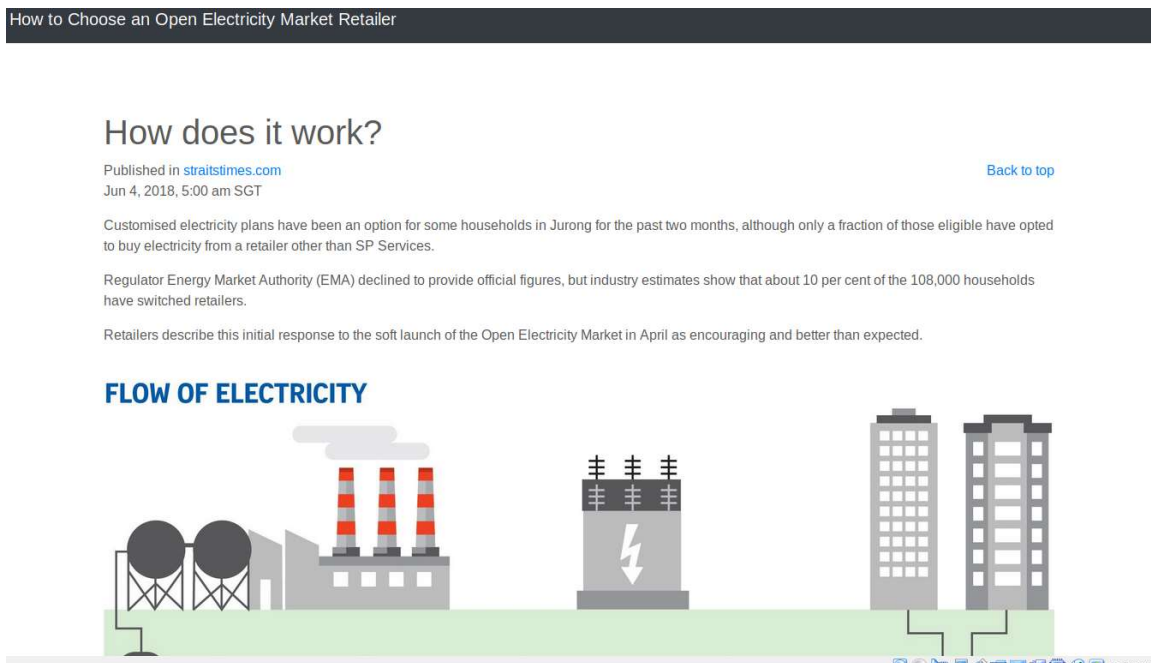 How to Choose an Open Electricity Market Retailer
How does it work?
Published in straitstimes.com
Back to top
Jun 4, 2018, 5:00 am SGT
Customised electricity plans have been an option for some households in Jurong for the past two months, although only a fraction of those eligible have opted
to buy electricity from a retailer other than SP Services.
Regulator Energy Market Authority (EMA) declined to provide official figures, but industry estimates show that about 10 per cent of the 108,000 households
have switched retailers.
Retailers describe this initial response to the soft launch of the Open Electricity Market in April as encouraging and better than expected.
FLOW OF ELECTRICITY